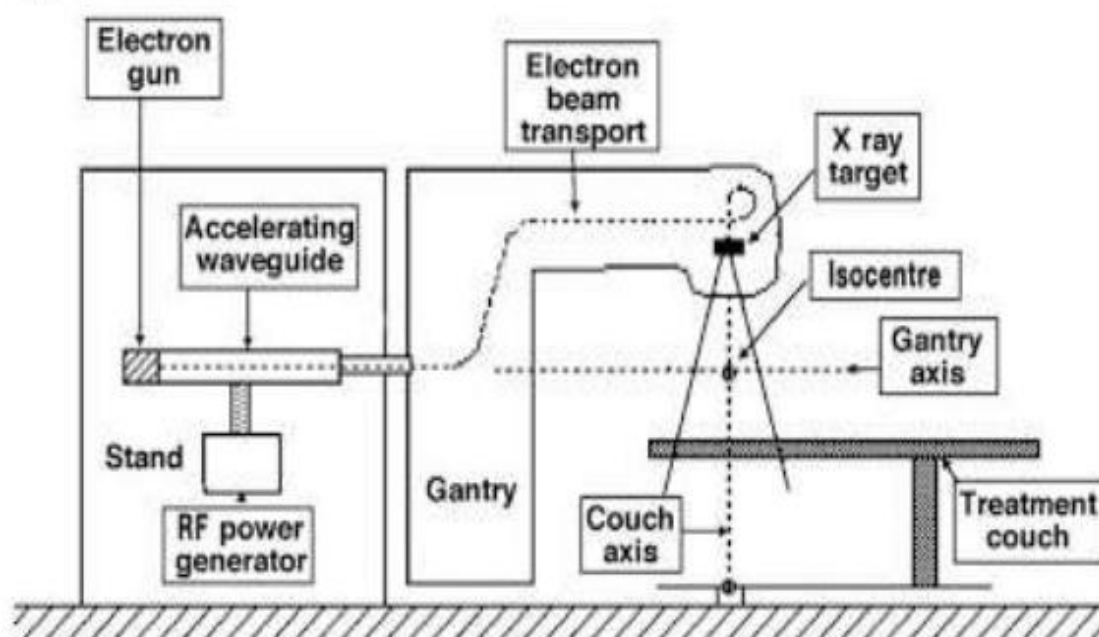 Electron
gun
Electron
beam
transport
X ray
target
Accelerating
waveguide
Isocentre
Gantry
axis
Stand
Gantry
RF power
generator
Couch
axis
Treatment
couch